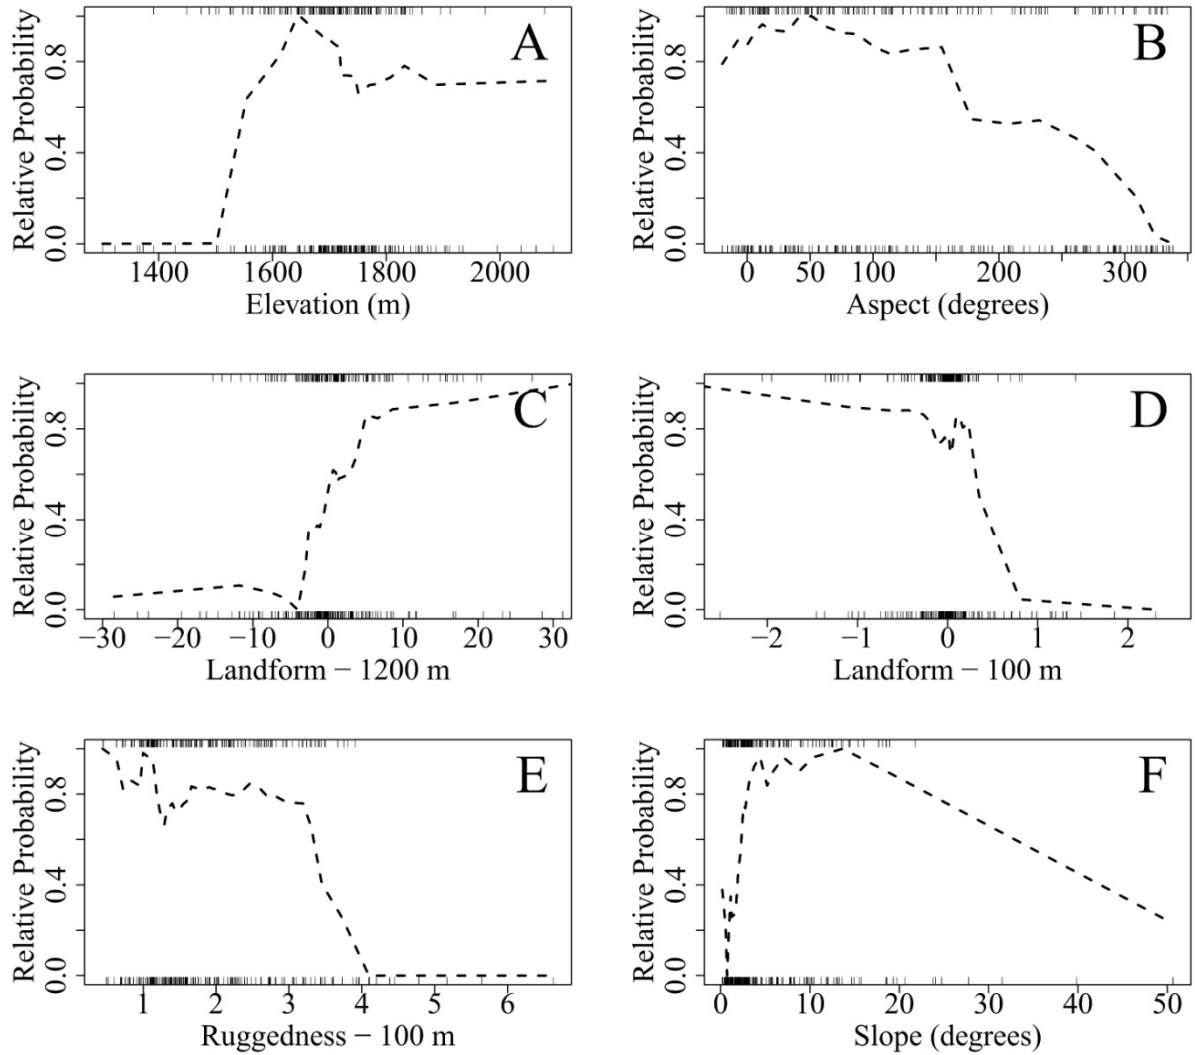 A
Relative Probability
0.0 0.4 0.8
1400 1600 1800 2000
Elevation (m)
B
Relative Probability
0.0 0.4 0.8
0 50 100 200 300
Aspect (degrees)
C
Relative Probability
0.0 0.4 0.8
−30 −20 −10 0 10 20 30
Landform − 1200 m
D
Relative Probability
0.0 0.4 0.8
−2 −1 0 1 2
Landform − 100 m
E
Relative Probability
0.0 0.4 0.8
1 2 3 4 5 6
Ruggedness − 100 m
F
Relative Probability
0.0 0.4 0.8
0 10 20 30 40 50
Slope (degrees)